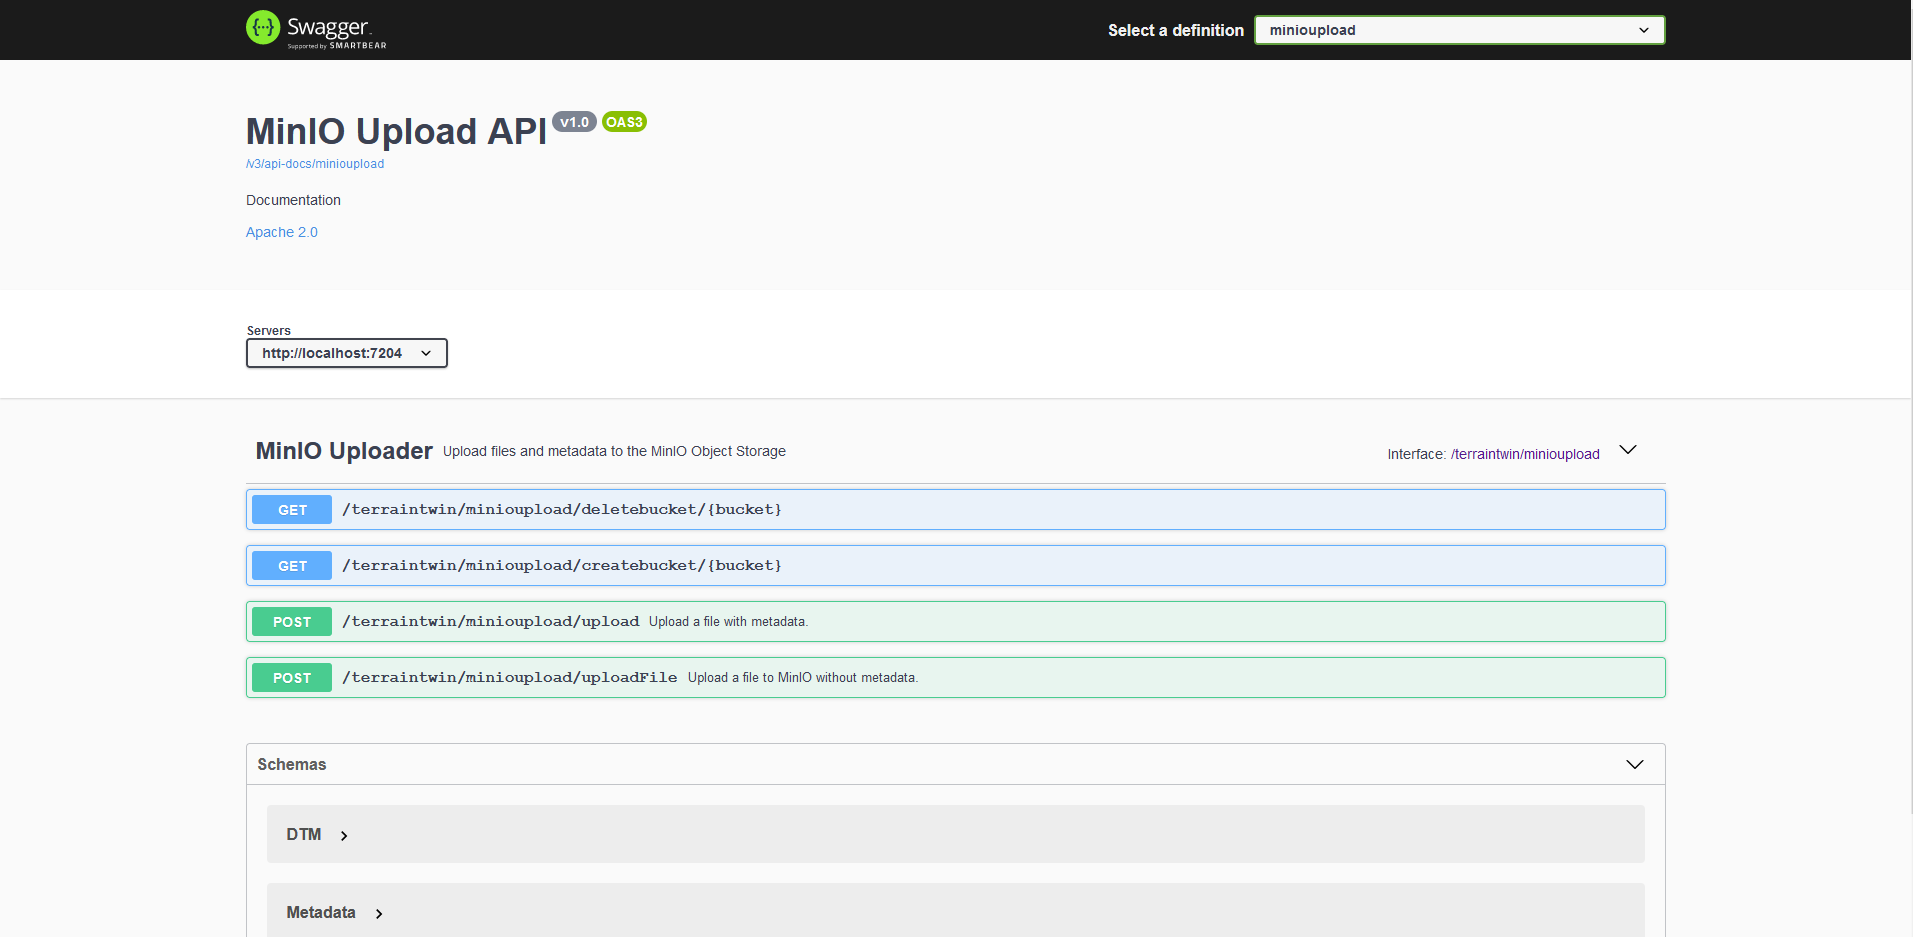 Swagger
Supported by SMARTBEAR
Select a definition
minioupload
MinIO Upload API
v1.0
OAS3
/v3/api-docs/minioupload
Documentation
Apache 2.0
Servers
http://localhost:7204
MinIO Uploader
Upload files and metadata to the MinIO Object Storage
Interface: /terraintwin/minioupload
GET /terraintwin/minioupload/deletebucket/{bucket}
GET /terraintwin/minioupload/createbucket/{bucket}
POST /terraintwin/minioupload/upload Upload a file with metadata.
POST /terraintwin/minioupload/uploadFile Upload a file to MinIO without metadata.
Schemas
DTM
Metadata